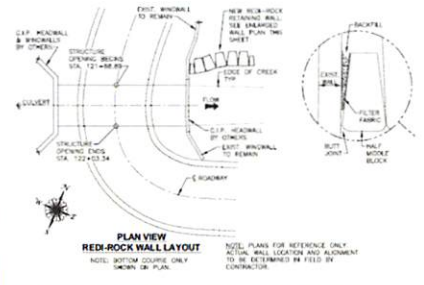 EXIST. WINGWALL
TO REMAIN
NEW REDI-ROCK
RETAINING WALL.
SEE ENLARGED
WALL PLAN THIS
SHEET
C.I.P. HEADWALL
& WINGWALLS
BY OTHERS
STRUCTURE
OPENING BEGINS
STA. 121+68.89
EDGE OF CREEK
TYP.
CULVERT
FLOW
STRUCTURE
OPENING ENDS
STA. 122+03.34
C.I.P. HEADWALL
BY OTHERS
EXIST. WINGWALL
TO REMAIN
℄ ROADWAY
BACKFILL
EXIST.
WALL
FILTER
FABRIC
BUTT
JOINT
HALF
MIDDLE
BLOCK
N
PLAN VIEW
REDI-ROCK WALL LAYOUT
NOTE: BOTTOM COURSE ONLY
SHOWN ON PLAN.
NOTE: PLANS FOR REFERENCE ONLY.
ACTUAL WALL LOCATION AND ALIGNMENT
TO BE DETERMINED IN FIELD BY
CONTRACTOR.